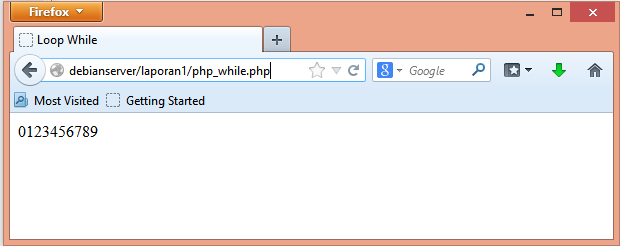 Firefox
Loop While
debianserver/laporan1/php_while.php
Google
Most Visited
Getting Started
0123456789